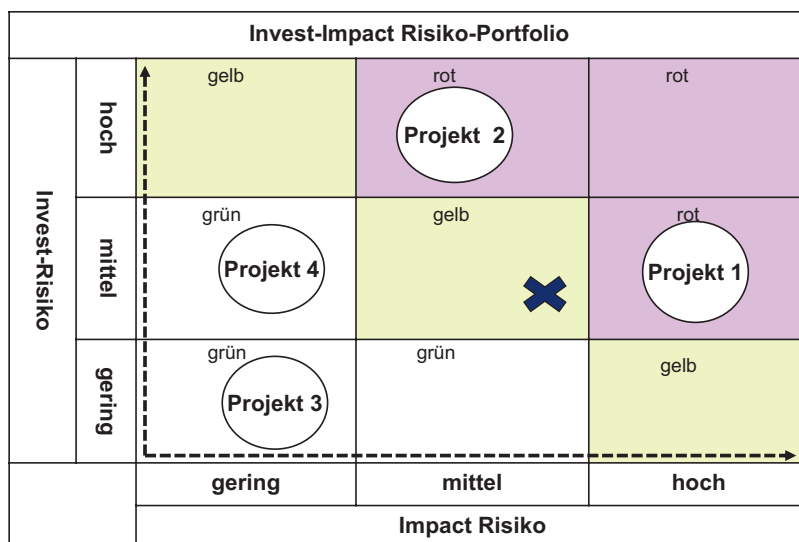 Invest-Impact Risiko-Portfolio
Invest-Risiko
hoch
gelb
rot
Projekt 2
rot
mittel
grün
Projekt 4
gelb
rot
Projekt 1
gering
grün
Projekt 3
grün
gelb
gering
mittel
hoch
Impact Risiko